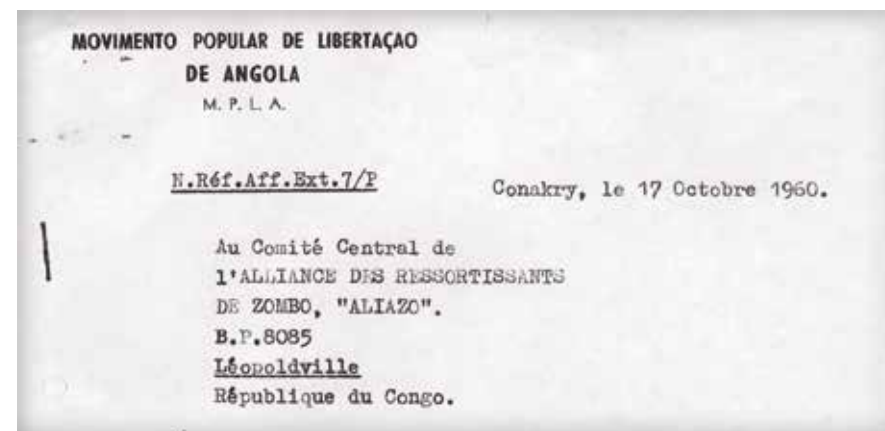 MOVIMENTO POPULAR DE LIBERTAÇAO
DE ANGOLA
M. P. L. A.
N.Réf.Aff.Ext.7/P
Conakry, le 17 Octobre 1960.
Au Comité Central de
l'ALLIANCE DES RESSORTISSANTS
DE ZOMBO, "ALIAZO".
B.P.8085
Léopoldville
République du Congo.